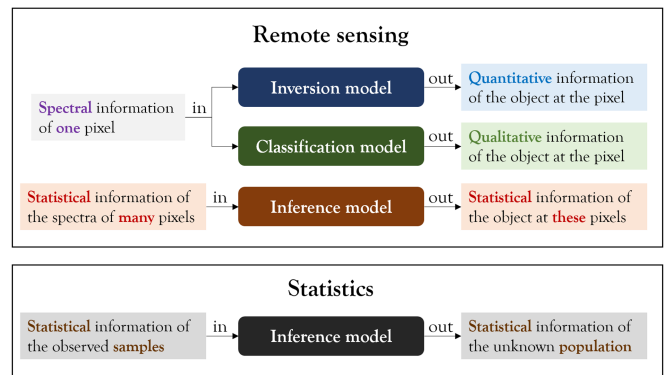 Remote sensing
Spectral information
of one pixel
in
Inversion model
out
Quantitative information
of the object at the pixel
Classification model
out
Qualitative information
of the object at the pixel
Statistical information of
the spectra of many pixels
in
Inference model
out
Statistical information of
the object at these pixels
Statistics
Statistical information of
the observed samples
in
Inference model
out
Statistical information of
the unknown population